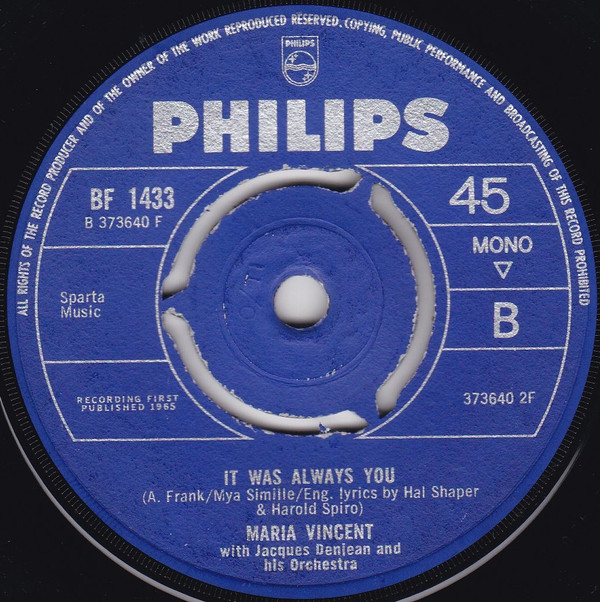 ALL RIGHTS OF THE RECORD PRODUCER AND OF THE OWNER OF THE WORK REPRODUCED RESERVED. COPYING, PUBLIC PERFORMANCE AND BROADCASTING OF THIS RECORD PROHIBITED
PHILIPS
PHILIPS
BF 1433
B 373640 F
45
MONO
Sparta
Music
B
RECORDING FIRST
PUBLISHED 1965
373640 2F
IT WAS ALWAYS YOU
(A. Frank/Mya Simille/Eng. lyrics by Hal Shaper
& Harold Spiro)
MARIA VINCENT
with Jacques Denjean and
his Orchestra